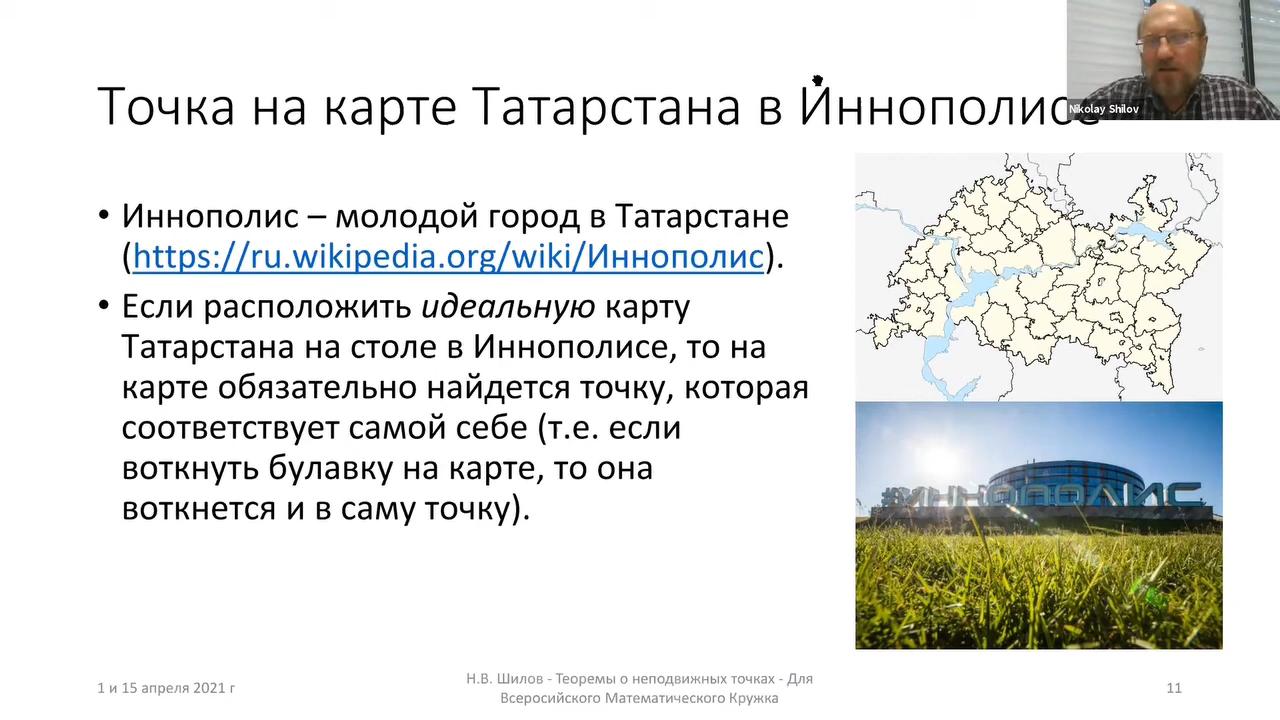 Точка на карте Татарстана в Иннополисе
Nikolay Shilov
• Иннополис – молодой город в Татарстане
(https://ru.wikipedia.org/wiki/Иннополис).
• Если расположить идеальную карту
Татарстана на столе в Иннополисе, то на
карте обязательно найдется точку, которая
соответствует самой себе (т.е. если
воткнуть булавку на карте, то она
воткнется и в саму точку).
#ИННОПОЛИС
1 и 15 апреля 2021 г
Н.В. Шилов - Теоремы о неподвижных точках - Для
Всероссийского Математического Кружка
11